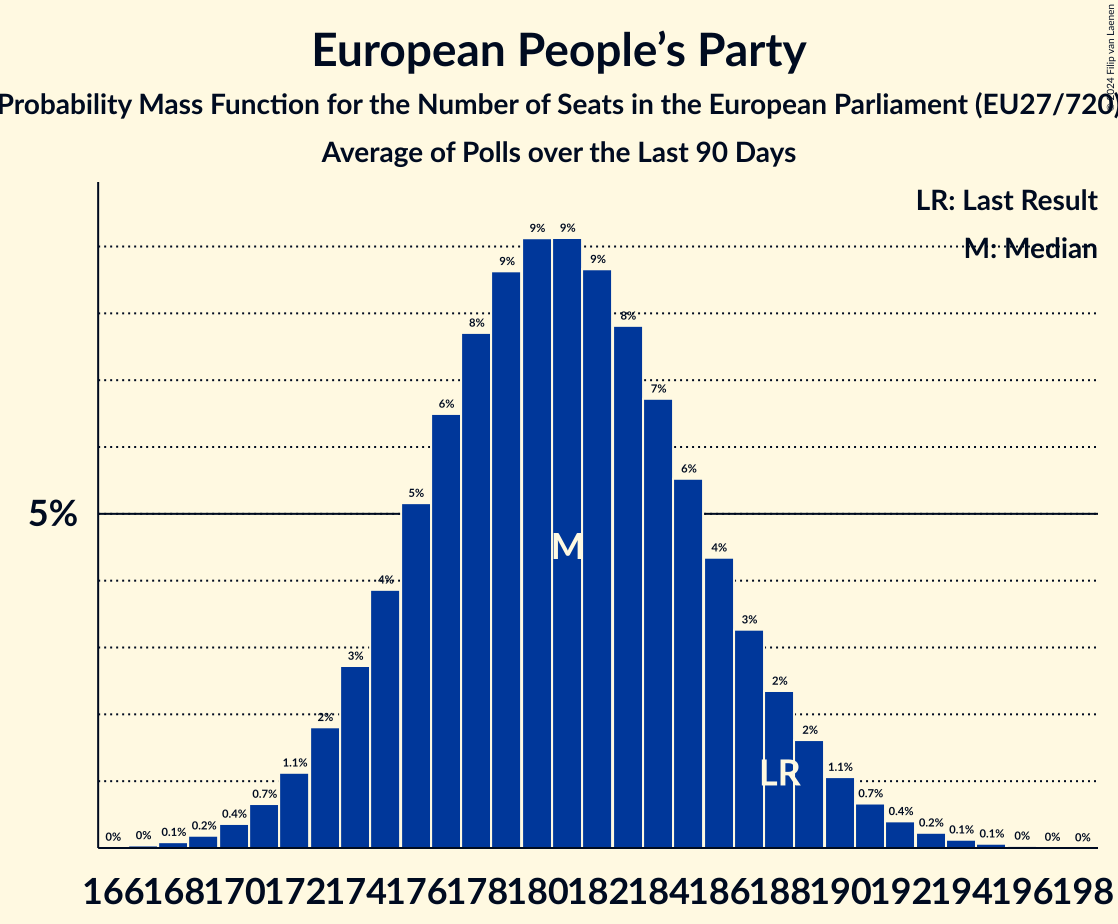 European People’s Party
Probability Mass Function for the Number of Seats in the European Parliament (EU27/720)
Average of Polls over the Last 90 Days
© 2024 Filip van Laenen
LR: Last Result
M: Median
5%
0% 0% 0.1% 0.2% 0.4% 0.7% 1.1% 2% 3% 4% 5% 6% 8% 9% 9% 9% 9% 8% 7% 6% 4% 3% 2% 2% 1.1% 0.7% 0.4% 0.2% 0.1% 0.1% 0% 0% 0%
M
LR
166 168 170 172 174 176 178 180 182 184 186 188 190 192 194 196 198